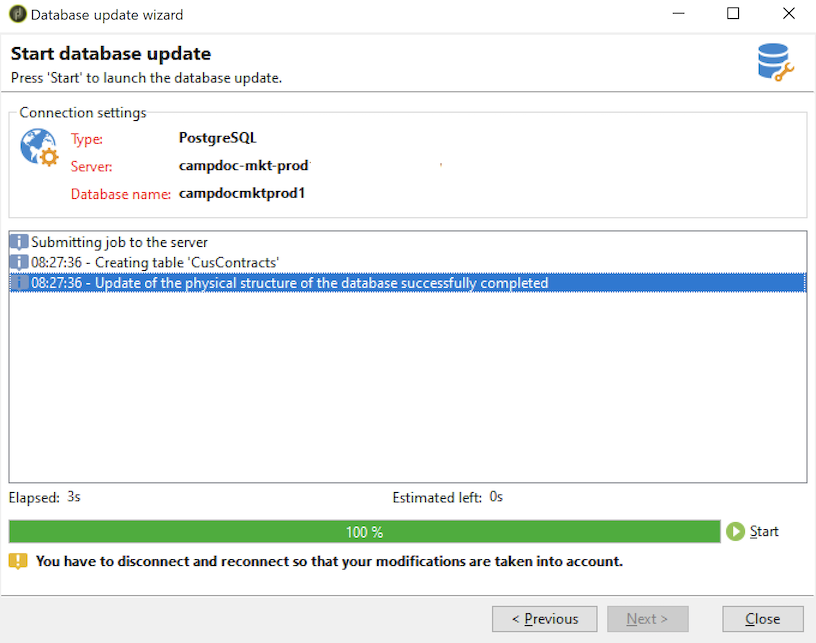 Database update wizard
Start database update
Press 'Start' to launch the database update.
Connection settings
Type: PostgreSQL
Server: campdoc-mkt-prod
Database name: campdocmktprod1
Submitting job to the server
08:27:36 - Creating table 'CusContracts'
08:27:36 - Update of the physical structure of the database successfully completed
Elapsed: 3s Estimated left: 0s
100 % Start
You have to disconnect and reconnect so that your modifications are taken into account.
< Previous Next > Close